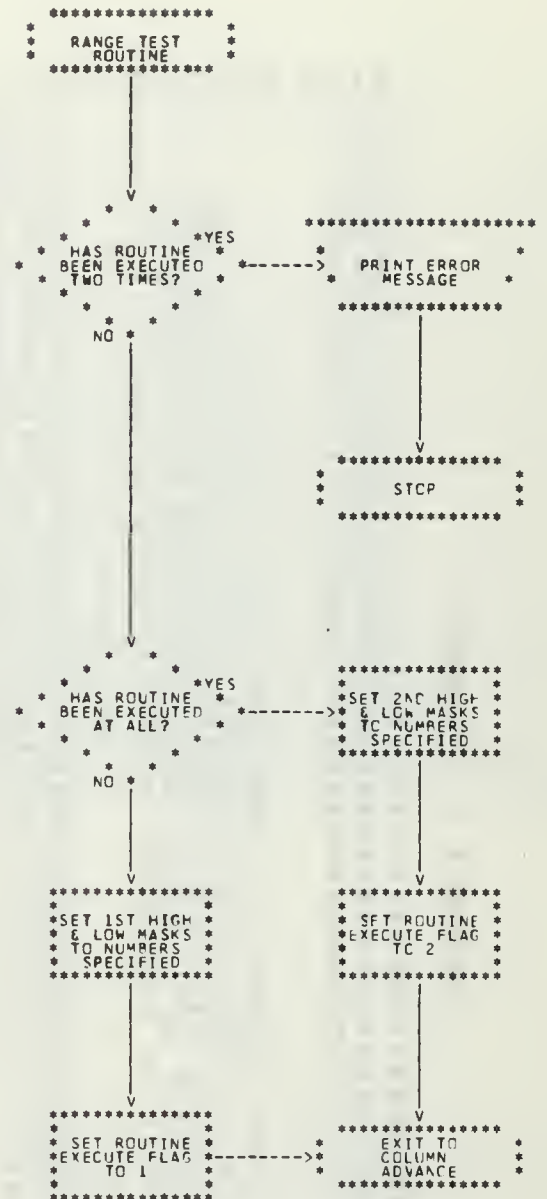 RANGE TEST
ROUTINE
HAS ROUTINE
BEEN EXECUTED
TWO TIMES?
YES
NO
PRINT ERROR
MESSAGE
STOP
HAS ROUTINE
BEEN EXECUTED
AT ALL?
YES
NO
SET 2ND HIGH
& LOW MASKS
TO NUMBERS
SPECIFIED
SET 1ST HIGH
& LOW MASKS
TO NUMBERS
SPECIFIED
SET ROUTINE
EXECUTE FLAG
TO 2
SET ROUTINE
EXECUTE FLAG
TO 1
EXIT TO
COLUMN
ADVANCE